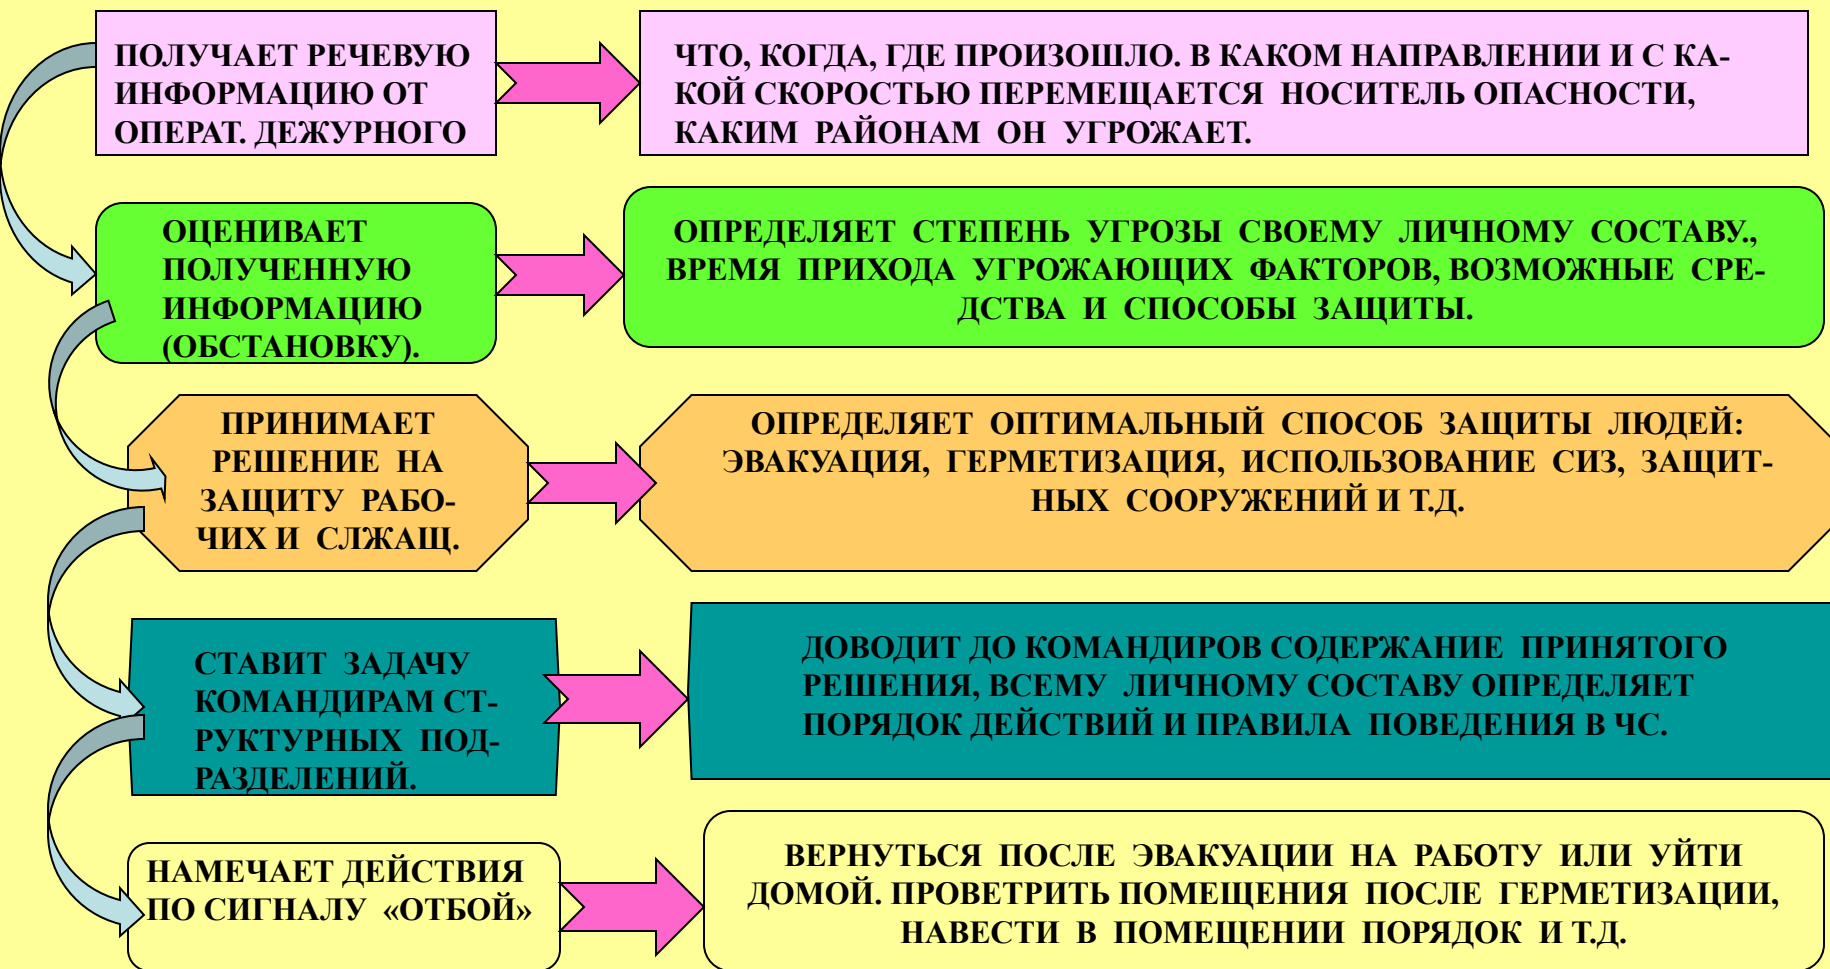 ПОЛУЧАЕТ РЕЧЕВУЮ
ИНФОРМАЦИЮ ОТ
ОПЕРАТ. ДЕЖУРНОГО
ЧТО, КОГДА, ГДЕ ПРОИЗОШЛО. В КАКОМ НАПРАВЛЕНИИ И С КА-
КОЙ СКОРОСТЬЮ ПЕРЕМЕЩАЕТСЯ НОСИТЕЛЬ ОПАСНОСТИ,
КАКИМ РАЙОНАМ ОН УГРОЖАЕТ.
ОЦЕНИВАЕТ
ПОЛУЧЕННУЮ
ИНФОРМАЦИЮ
(ОБСТАНОВКУ).
ОПРЕДЕЛЯЕТ СТЕПЕНЬ УГРОЗЫ СВОЕМУ ЛИЧНОМУ СОСТАВУ.,
ВРЕМЯ ПРИХОДА УГРОЖАЮЩИХ ФАКТОРОВ, ВОЗМОЖНЫЕ СРЕ-
ДСТВА И СПОСОБЫ ЗАЩИТЫ.
ПРИНИМАЕТ
РЕШЕНИЕ НА
ЗАЩИТУ РАБО-
ЧИХ И СЛЖАЩ.
ОПРЕДЕЛЯЕТ ОПТИМАЛЬНЫЙ СПОСОБ ЗАЩИТЫ ЛЮДЕЙ:
ЭВАКУАЦИЯ, ГЕРМЕТИЗАЦИЯ, ИСПОЛЬЗОВАНИЕ СИЗ, ЗАЩИТ-
НЫХ СООРУЖЕНИЙ И Т.Д.
СТАВИТ ЗАДАЧУ
КОМАНДИРАМ СТ-
РУКТУРНЫХ ПОД-
РАЗДЕЛЕНИЙ.
ДОВОДИТ ДО КОМАНДИРОВ СОДЕРЖАНИЕ ПРИНЯТОГО
РЕШЕНИЯ, ВСЕМУ ЛИЧНОМУ СОСТАВУ ОПРЕДЕЛЯЕТ
ПОРЯДОК ДЕЙСТВИЙ И ПРАВИЛА ПОВЕДЕНИЯ В ЧС.
НАМЕЧАЕТ ДЕЙСТВИЯ
ПО СИГНАЛУ «ОТБОЙ»
ВЕРНУТЬСЯ ПОСЛЕ ЭВАКУАЦИИ НА РАБОТУ ИЛИ УЙТИ
ДОМОЙ. ПРОВЕТРИТЬ ПОМЕЩЕНИЯ ПОСЛЕ ГЕРМЕТИЗАЦИИ,
НАВЕСТИ В ПОМЕЩЕНИИ ПОРЯДОК И Т.Д.